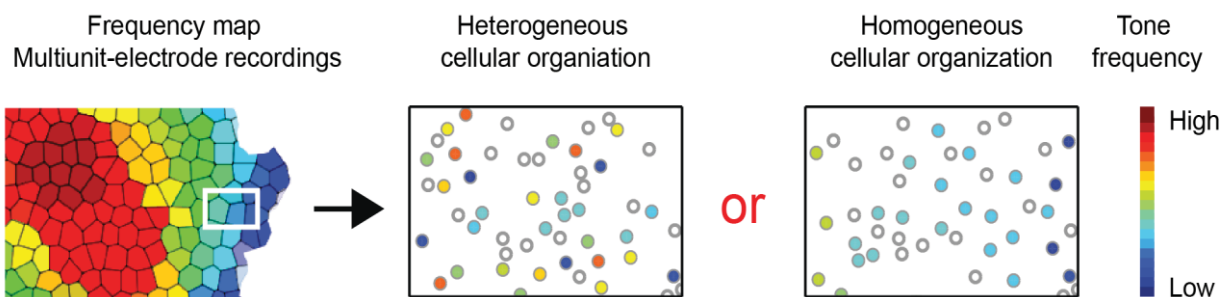 Frequency map
Multiunit-electrode recordings
Heterogeneous
cellular organiation
Homogeneous
cellular organization
Tone
frequency
or
High
Low